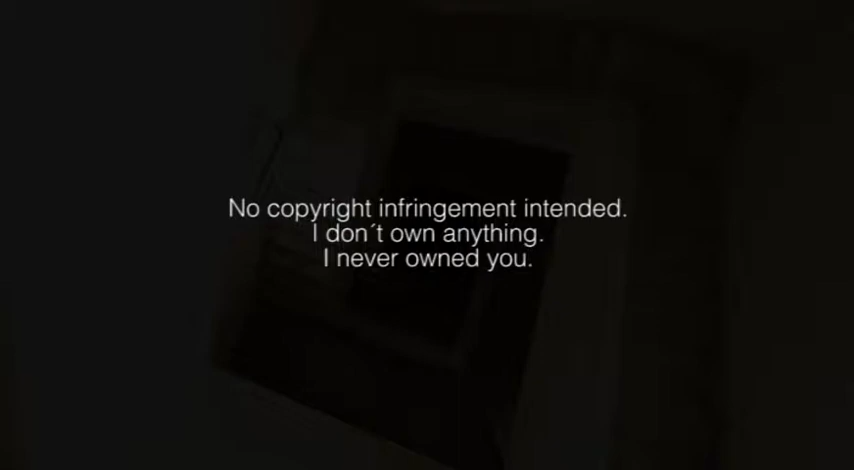 No copyright infringement intended.
I don´t own anything.
I never owned you.